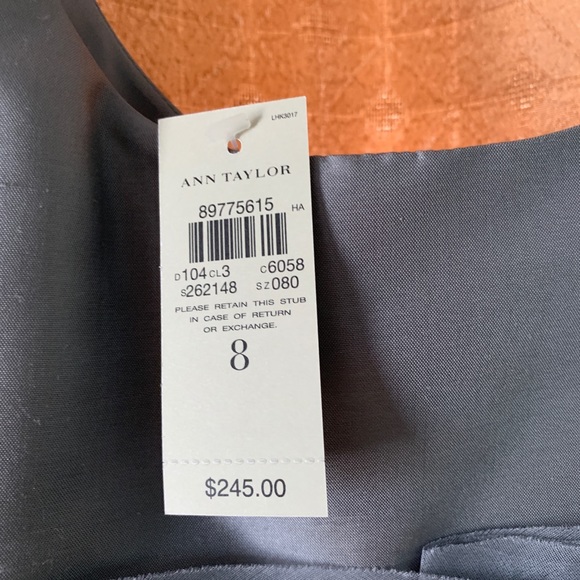 LHK3017
ANN TAYLOR
89775615 HA
D104 CL3 C6058
S262148 SZ080
PLEASE RETAIN THIS STUB
IN CASE OF RETURN
OR EXCHANGE.
8
$245.00